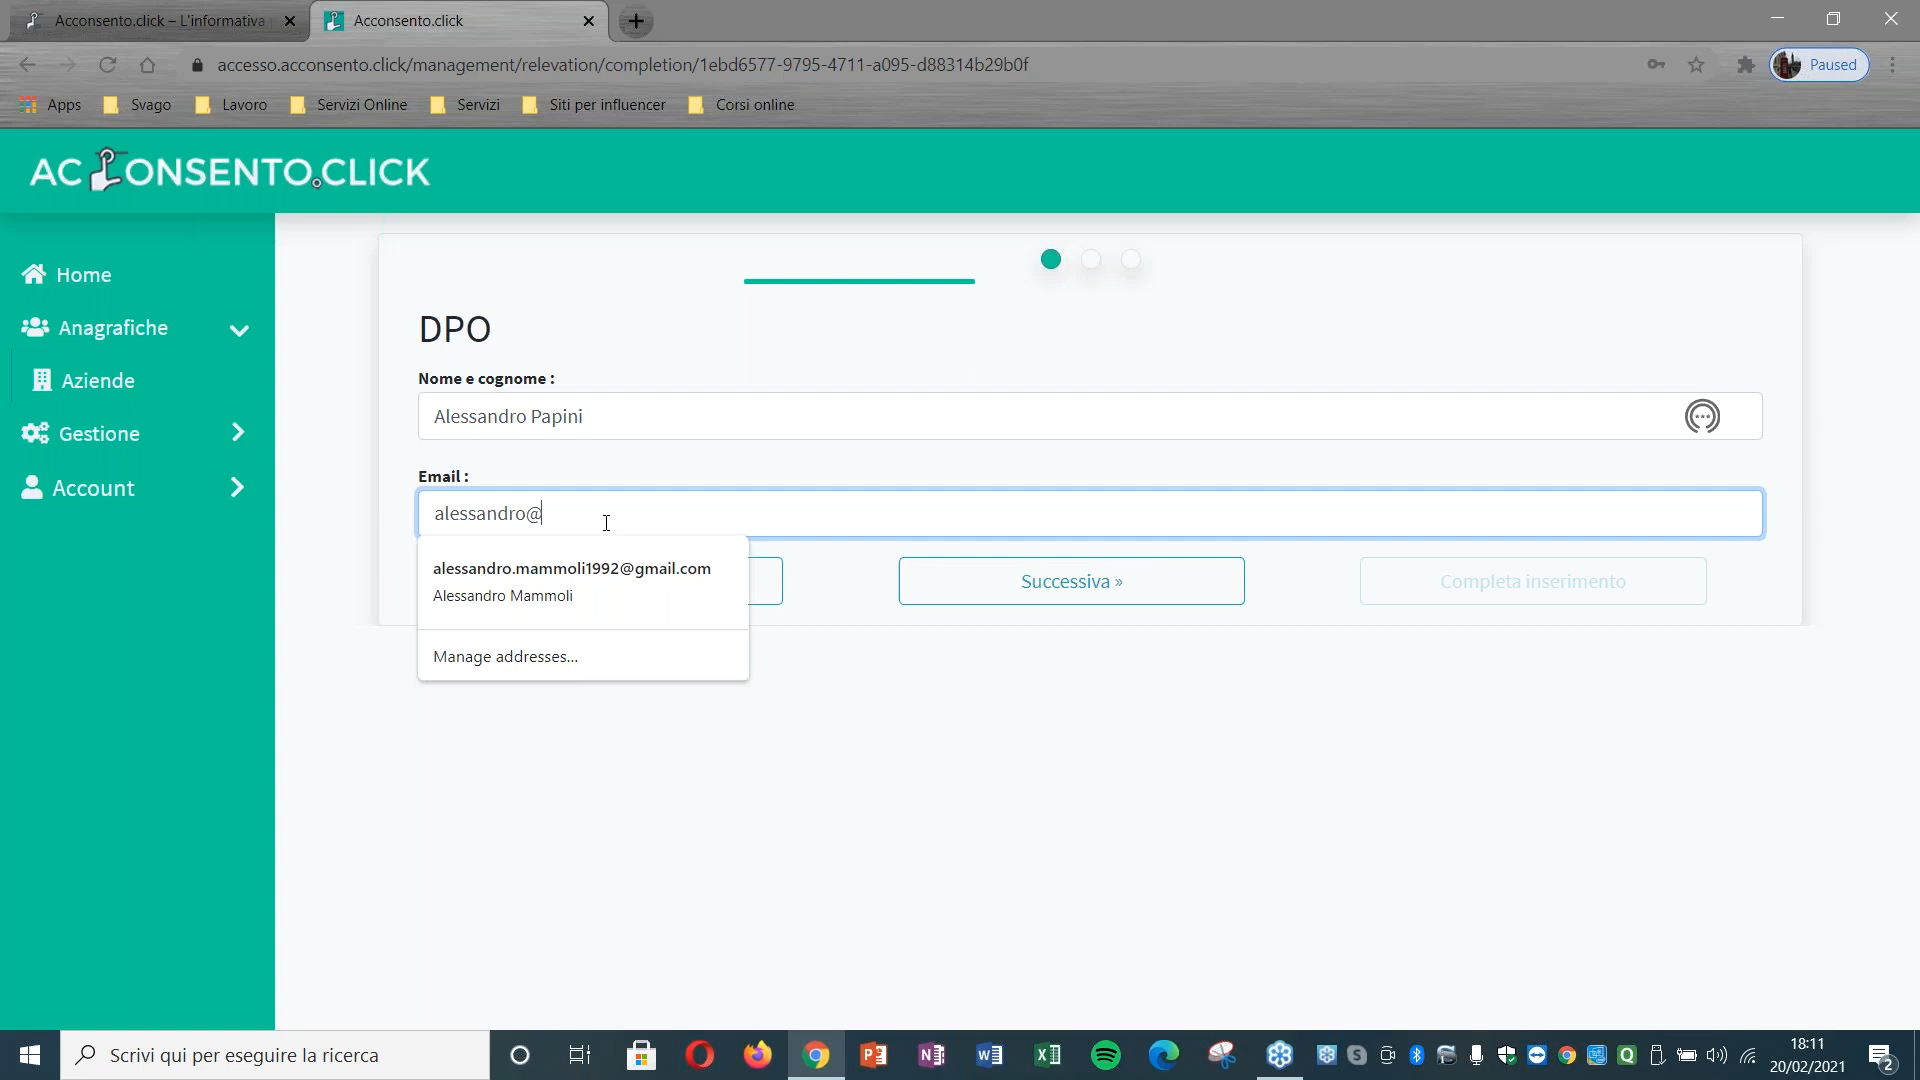 Acconsento.click – L'informativa
Acconsento.click
accesso.acconsento.click/management/relevation/completion/1ebd6577-9795-4711-a095-d88314b29b0f
Paused
Apps
Svago
Lavoro
Servizi Online
Servizi
Siti per influencer
Corsi online
ACCONSENTO.CLICK
Home
Anagrafiche
Aziende
Gestione
Account
DPO
Nome e cognome :
Alessandro Papini
Email :
alessandro@
alessandro.mammoli1992@gmail.com
Alessandro Mammoli
Manage addresses...
Successiva »
Completa inserimento
Scrivi qui per eseguire la ricerca
18:11
20/02/2021
2